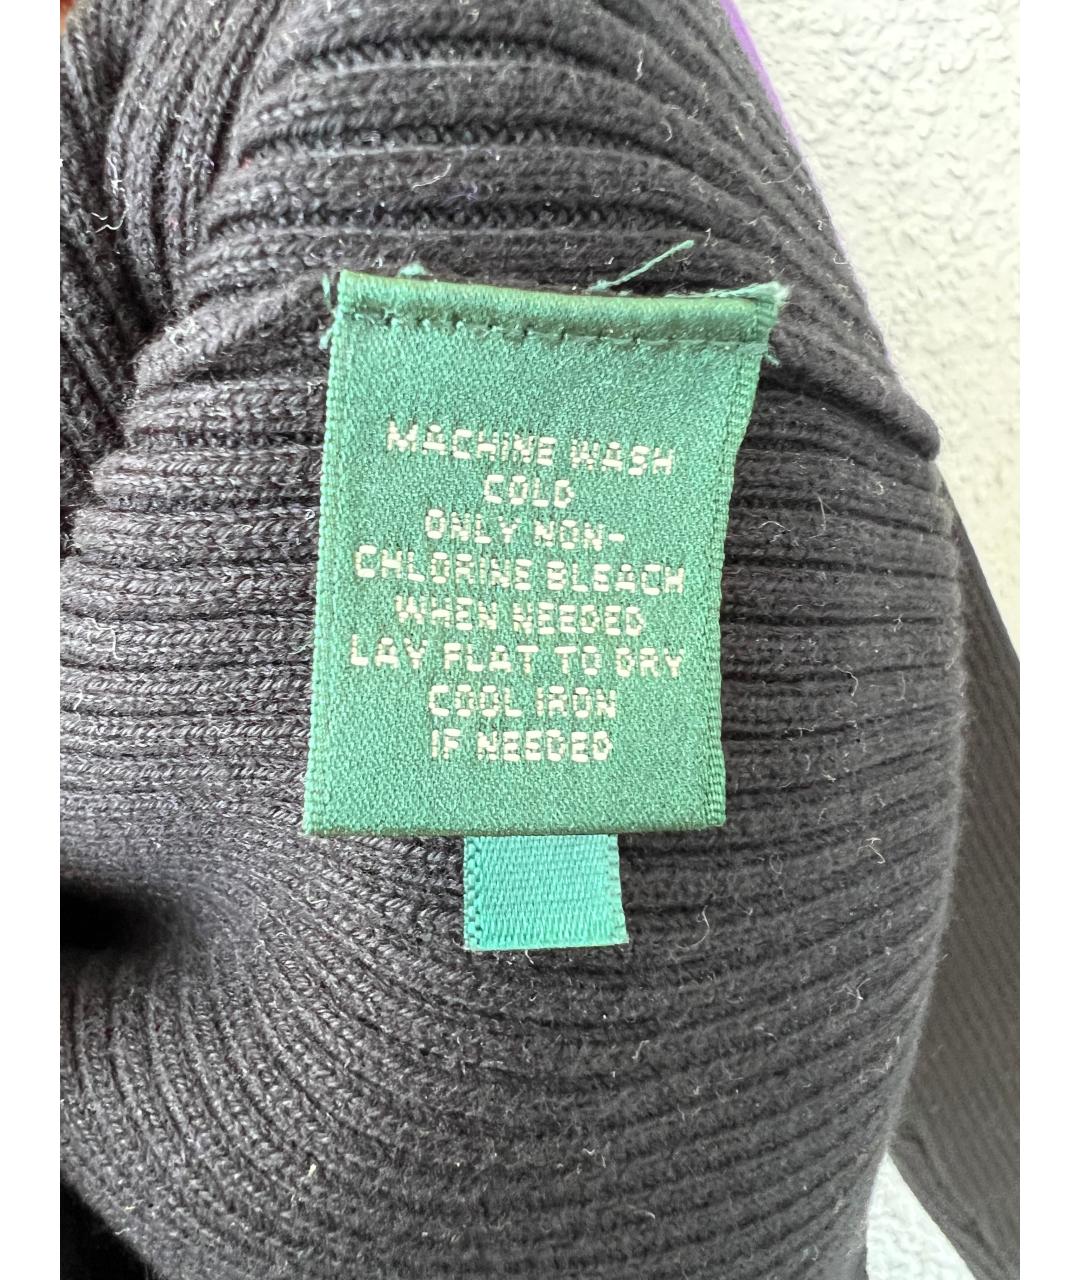 MACHINE WASH
COLD
ONLY NON-
CHLORINE BLEACH
WHEN NEEDED
LAY FLAT TO DRY
COOL IRON
IF NEEDED